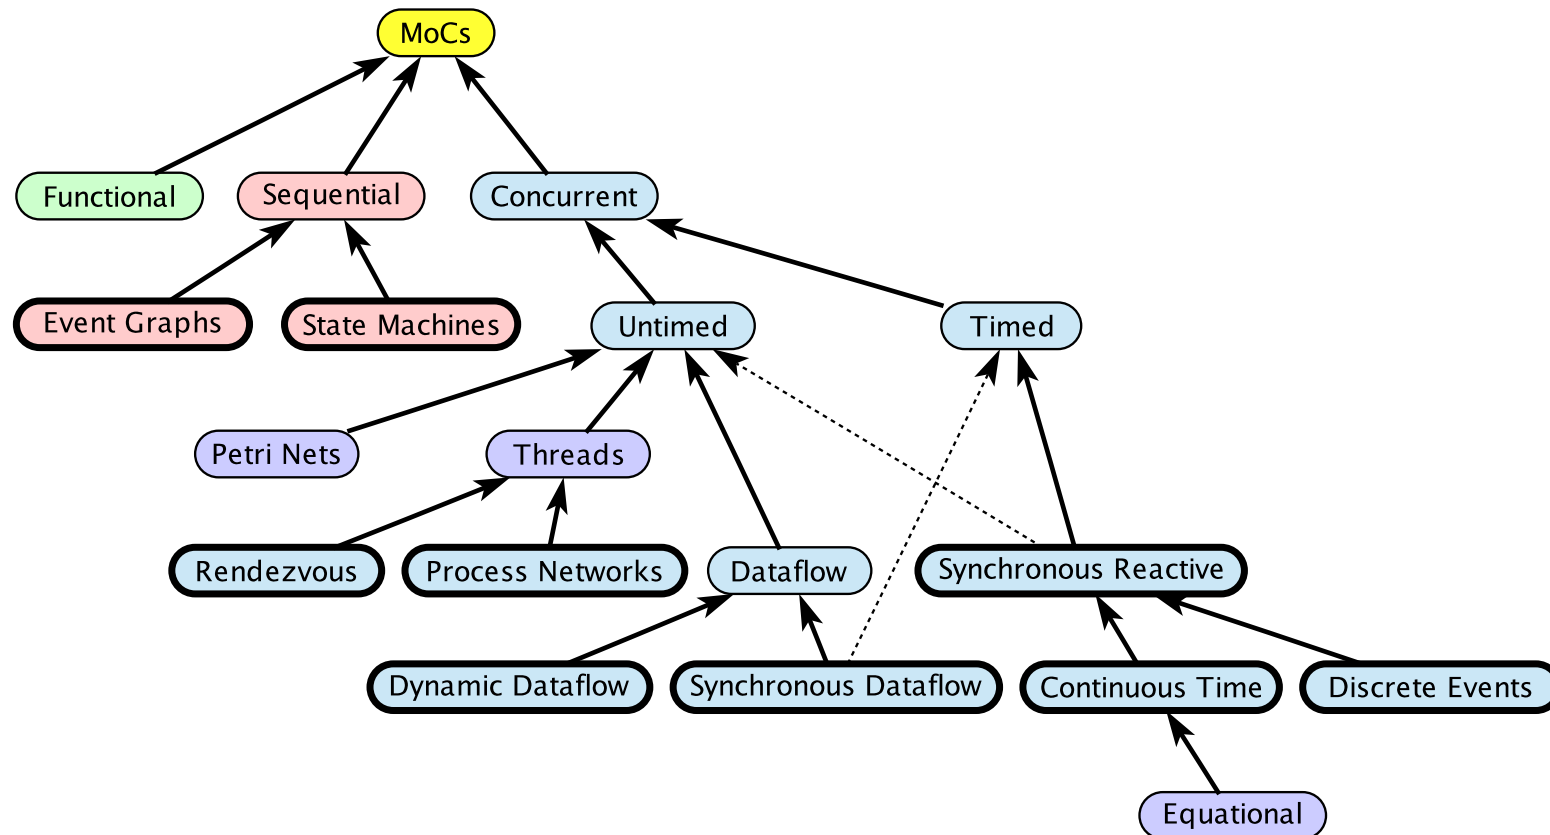 MoCs
Functional
Sequential
Concurrent
Event Graphs
State Machines
Untimed
Timed
Petri Nets
Threads
Rendezvous
Process Networks
Dataflow
Synchronous Reactive
Dynamic Dataflow
Synchronous Dataflow
Continuous Time
Discrete Events
Equational